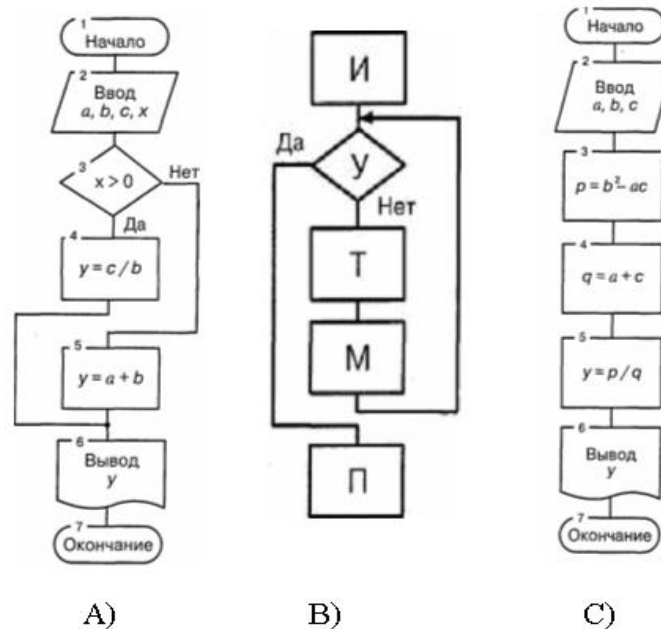 1
Начало
2
Ввод
a, b, c, x
3
x > 0
Нет
Да
4
y = c / b
5
y = a + b
6
Вывод
y
7
Окончание
A)
И
Да
У
Нет
Т
М
П
B)
1
Начало
2
Ввод
a, b, c
3
p = b² – ac
4
q = a + c
5
y = p / q
6
Вывод
y
7
Окончание
C)